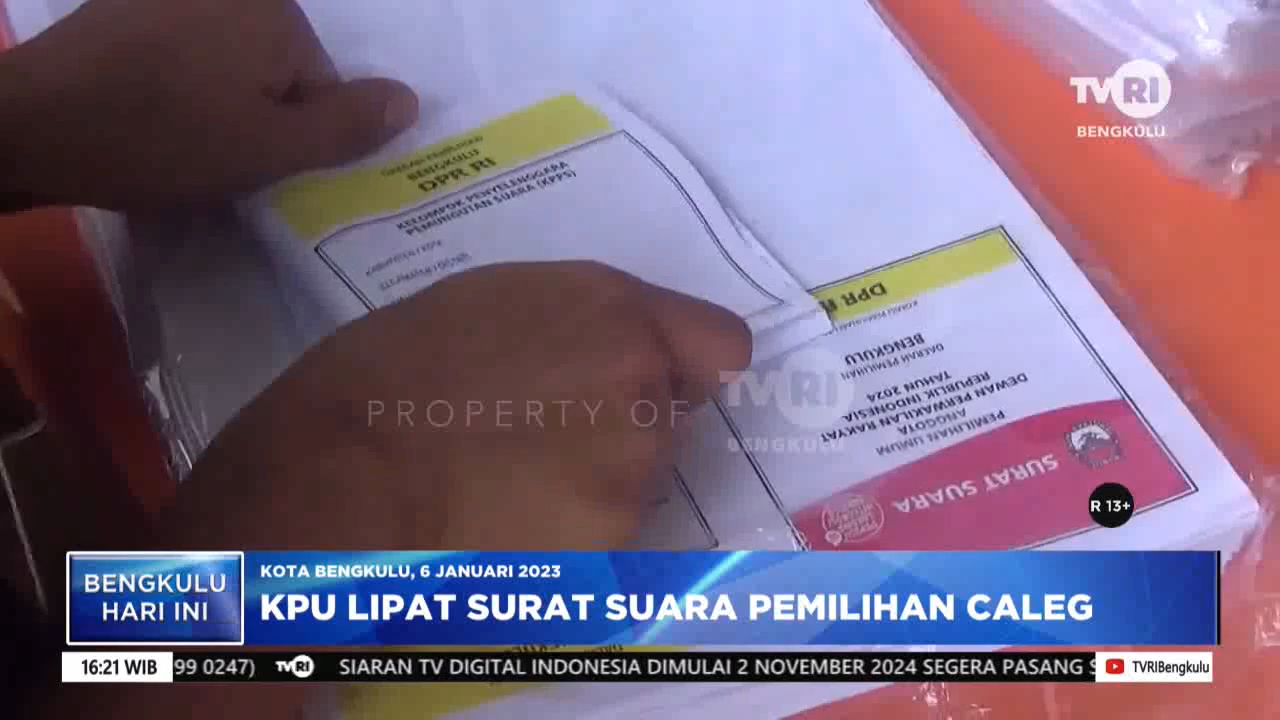 TVRI
BENGKULU
BENGKULU
DPR RI
KELOMPOK PENYELENGGARA
PEMUNGUTAN SUARA (KPPS)
DPR R
DAERAH PEMILIHAN
BENGKULU
PEMILIHAN UMUM
ANGGOTA
DEWAN PERWAKILAN RAKYAT
REPUBLIK INDONESIA
TAHUN 2024
SURAT SUARA
PROPERTY OF TVRI
BENGKULU
R 13+
BENGKULU
HARI INI
KOTA BENGKULU, 6 JANUARI 2023
KPU LIPAT SURAT SUARA PEMILIHAN CALEG
16:21 WIB
99 0247) TVRI SIARAN TV DIGITAL INDONESIA DIMULAI 2 NOVEMBER 2024 SEGERA PASANG S
TVRIBengkulu